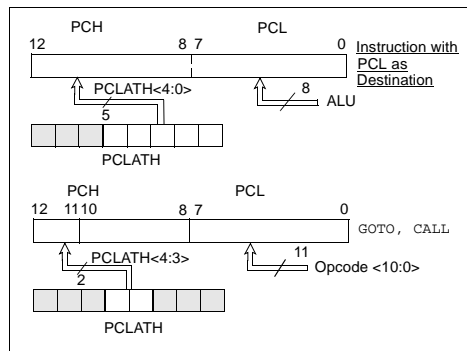 PCH PCL
12 8 7 0
Instruction with
PCL as
Destination
PCLATH<4:0>
8
5
ALU
PCLATH
PCH PCL
12 11 10 8 7 0
GOTO, CALL
PCLATH<4:3>
11
2
Opcode <10:0>
PCLATH